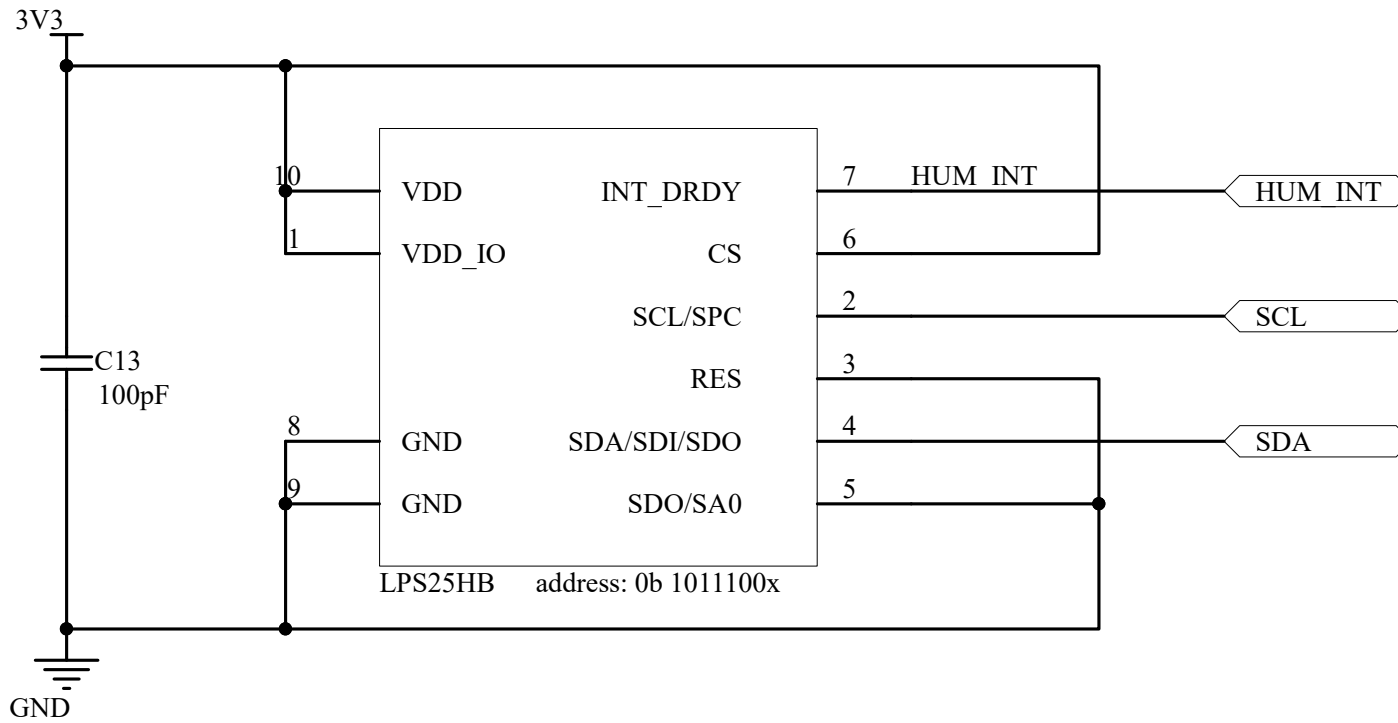 3V3
10 VDD INT_DRDY 7 HUM_INT HUM_INT
1 VDD_IO CS 6
SCL/SPC 2 SCL
C13
RES 3
100pF
8 GND SDA/SDI/SDO 4 SDA
9 GND SDO/SA0 5
LPS25HB address: 0b 1011100x
GND